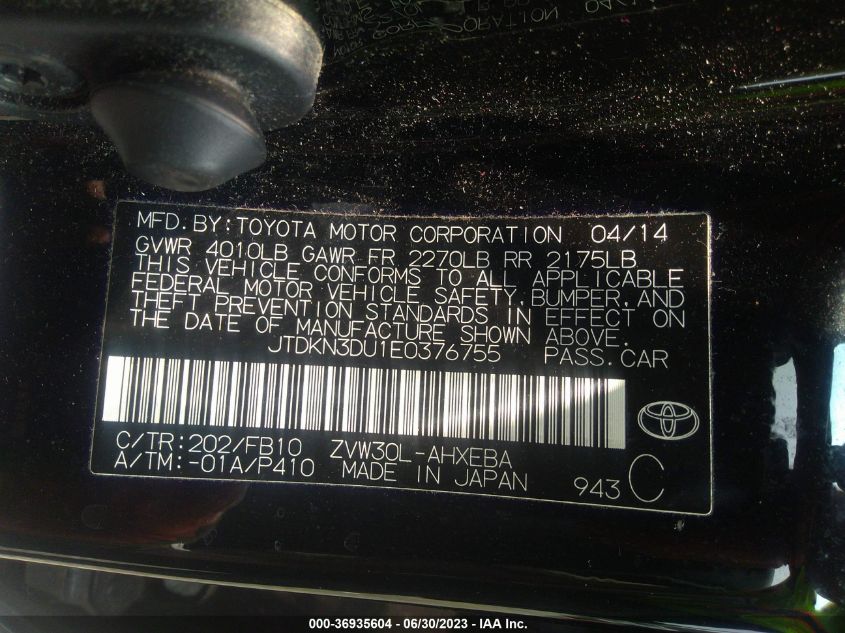 MFD.BY:TOYOTA MOTOR CORPORATION 04/14
GVWR 4010LB GAWR FR 2270LB RR 2175LB
THIS VEHICLE CONFORMS TO ALL APPLICABLE
FEDERAL MOTOR VEHICLE SAFETY,BUMPER,AND
THEFT PREVENTION STANDARDS IN EFFECT ON
THE DATE OF MANUFACTURE SHOWN ABOVE.
JTDKN3DU1E0376755 PASS.CAR
C/TR:202/FB10 ZVW30L-AHXEBA
A/TM:-01A/P410 MADE IN JAPAN 943 C
000-36935604 - 06/30/2023 - IAA Inc.